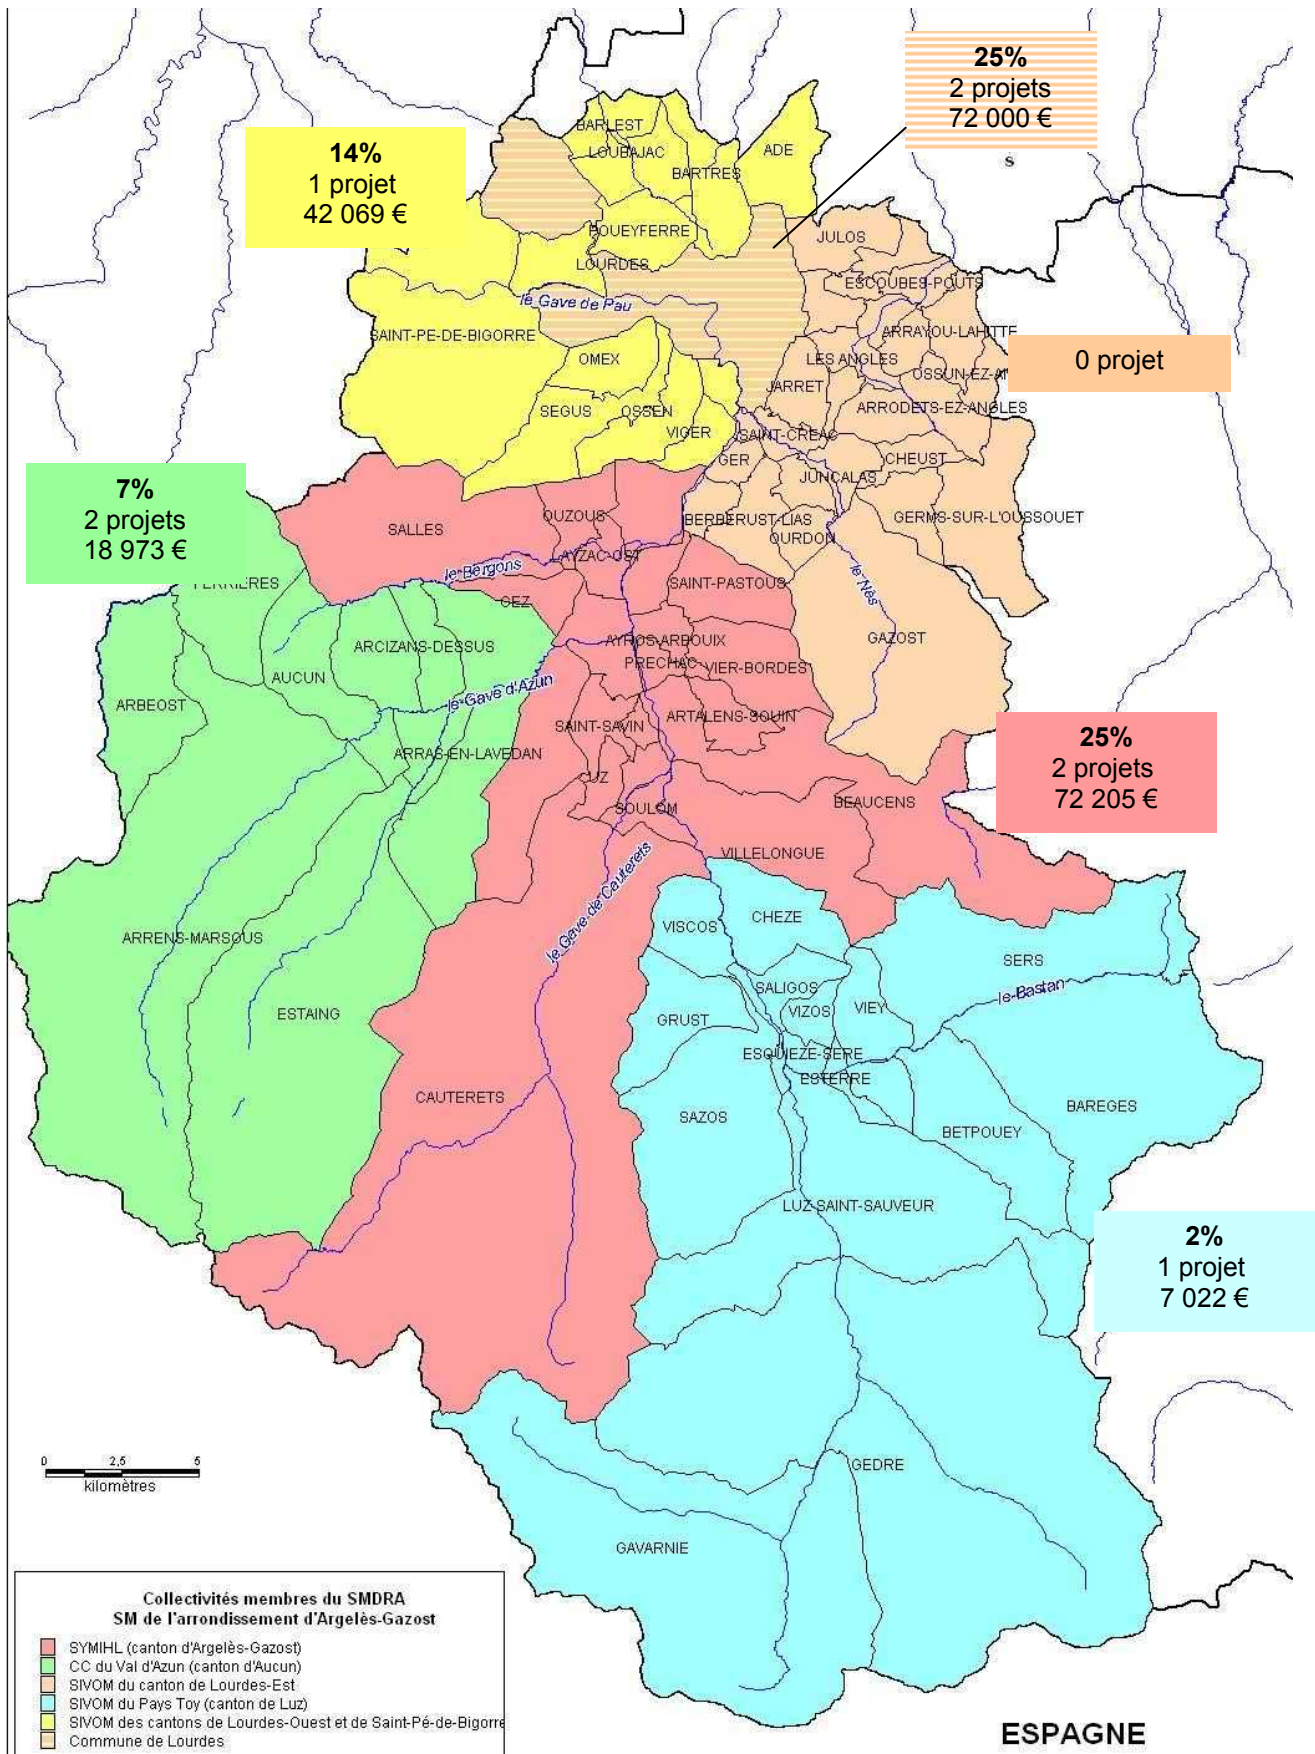 25%
2 projets
72 000 €
s
14%
1 projet
42 069 €
BARLEST
LOUBAJAC
BARTRES
ADE
POUEYFERRE
LOURDES
JULOS
ESCOUBES-POUTS
le Gave de Pau
SAINT-PE-DE-BIGORRE
ARRAYOU-LAHITTE
OMEX
LES ANGLES
0 projet
JARRET
SEGUS
OSSEN
ARRODETS-EZ-ANGLES
VIGER
SAINT-CREAC
GER
CHEUST
JUNCALAS
7%
2 projets
18 973 €
SALLES
OUZOUS
BERBERUST-LIAS
GERMS-SUR-L'OUSSOUET
OURDON
AYZAC-OST
le Bergons
FERRIERES
SAINT-PASTOUS
le Nès
GEZ
GAZOST
ARCIZANS-DESSUS
AYROS-ARBOUIX
PRECHAC
VIER-BORDES
AUCUN
le Gave d'Azun
ARBEOST
SAINT-SAVIN
ARTALENS-SOUIN
25%
2 projets
72 205 €
ARRAS-EN-LAVEDAN
UZ
SOULOM
BEAUCENS
VILLELONGUE
le Gave de Cauterets
CHEZE
VISCOS
ARRENS-MARSOUS
SERS
SALIGOS
le Bastan
VIZOS
VIEY
ESTAING
GRUST
ESQUIEZE-SERE
ESTERRE
CAUTERETS
BAREGES
SAZOS
BETPOUEY
LUZ-SAINT-SAUVEUR
2%
1 projet
7 022 €
0 2,5 5
kilomètres
GEDRE
GAVARNIE
Collectivités membres du SMDRA
SM de l'arrondissement d'Argelès-Gazost
SYMIHL (canton d'Argelès-Gazost)
CC du Val d'Azun (canton d'Aucun)
SIVOM du canton de Lourdes-Est
SIVOM du Pays Toy (canton de Luz)
SIVOM des cantons de Lourdes-Ouest et de Saint-Pé-de-Bigorre
Commune de Lourdes
ESPAGNE